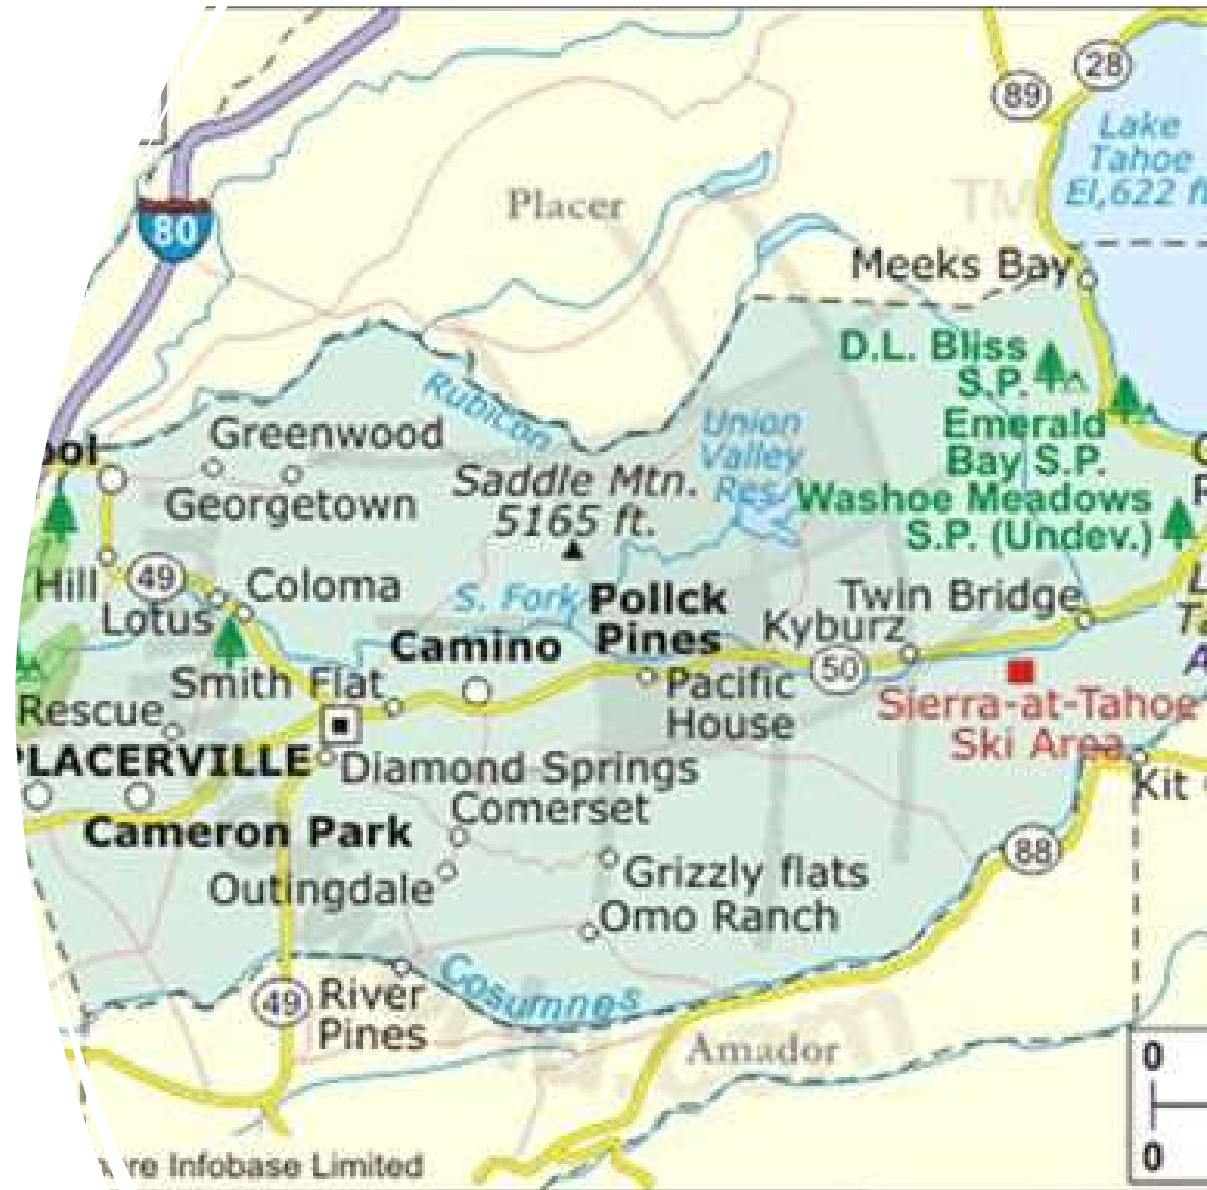 28
89
Lake
Tahoe
El,622 f
Placer
TM
80
Meeks Bay
D.L. Bliss
S.P.
Rubicon
Union
Valley
Res.
Emerald
Bay S.P.
Greenwood
ool
Saddle Mtn.
5165 ft.
Georgetown
Washoe Meadows
S.P. (Undev.)
49
Hill
Coloma
Lotus
S. Fork
Pollck
Pines
Twin Bridge
Kyburz
Camino
50
Smith Flat
Pacific
House
Rescue
Sierra-at-Tahoe
Ski Area
PLACERVILLE
Diamond Springs
Kit
Comerset
Cameron Park
88
Outingdale
Grizzly flats
Omo Ranch
Cosumnes
49
River
Pines
Amador
0
0
re Infobase Limited